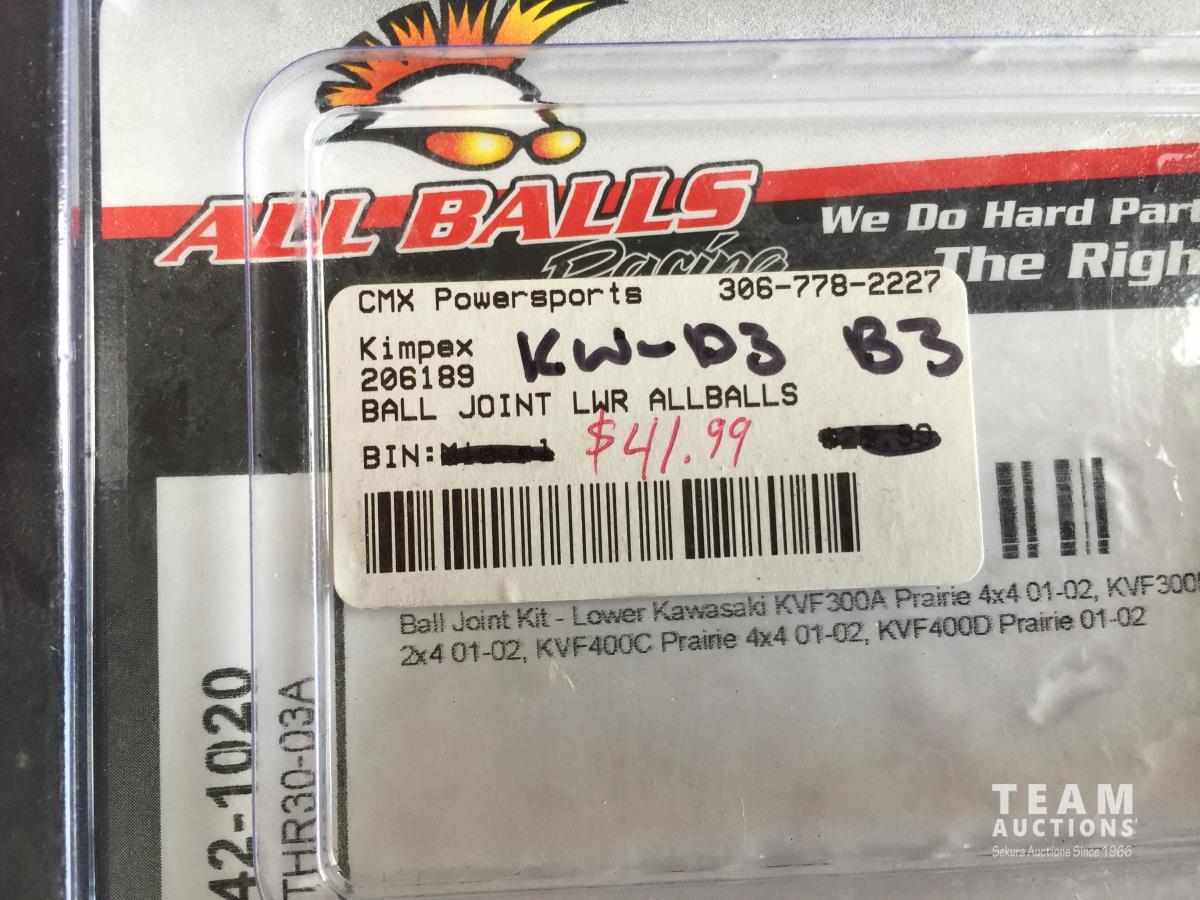 ALL BALLS
Racing
We Do Hard Par
The Righ
CMX Powersports 306-778-2227
Kimpex KW-D3 B3
206189
BALL JOINT LWR ALLBALLS
BIN: $41.99
Ball Joint Kit - Lower Kawasaki KVF300A Prairie 4x4 01-02, KVF300
2x4 01-02, KVF400C Prairie 4x4 01-02, KVF400D Prairie 01-02
42-1020
THR30-03A
TEAM
AUCTIONS
Sekura Auctions Since 1966